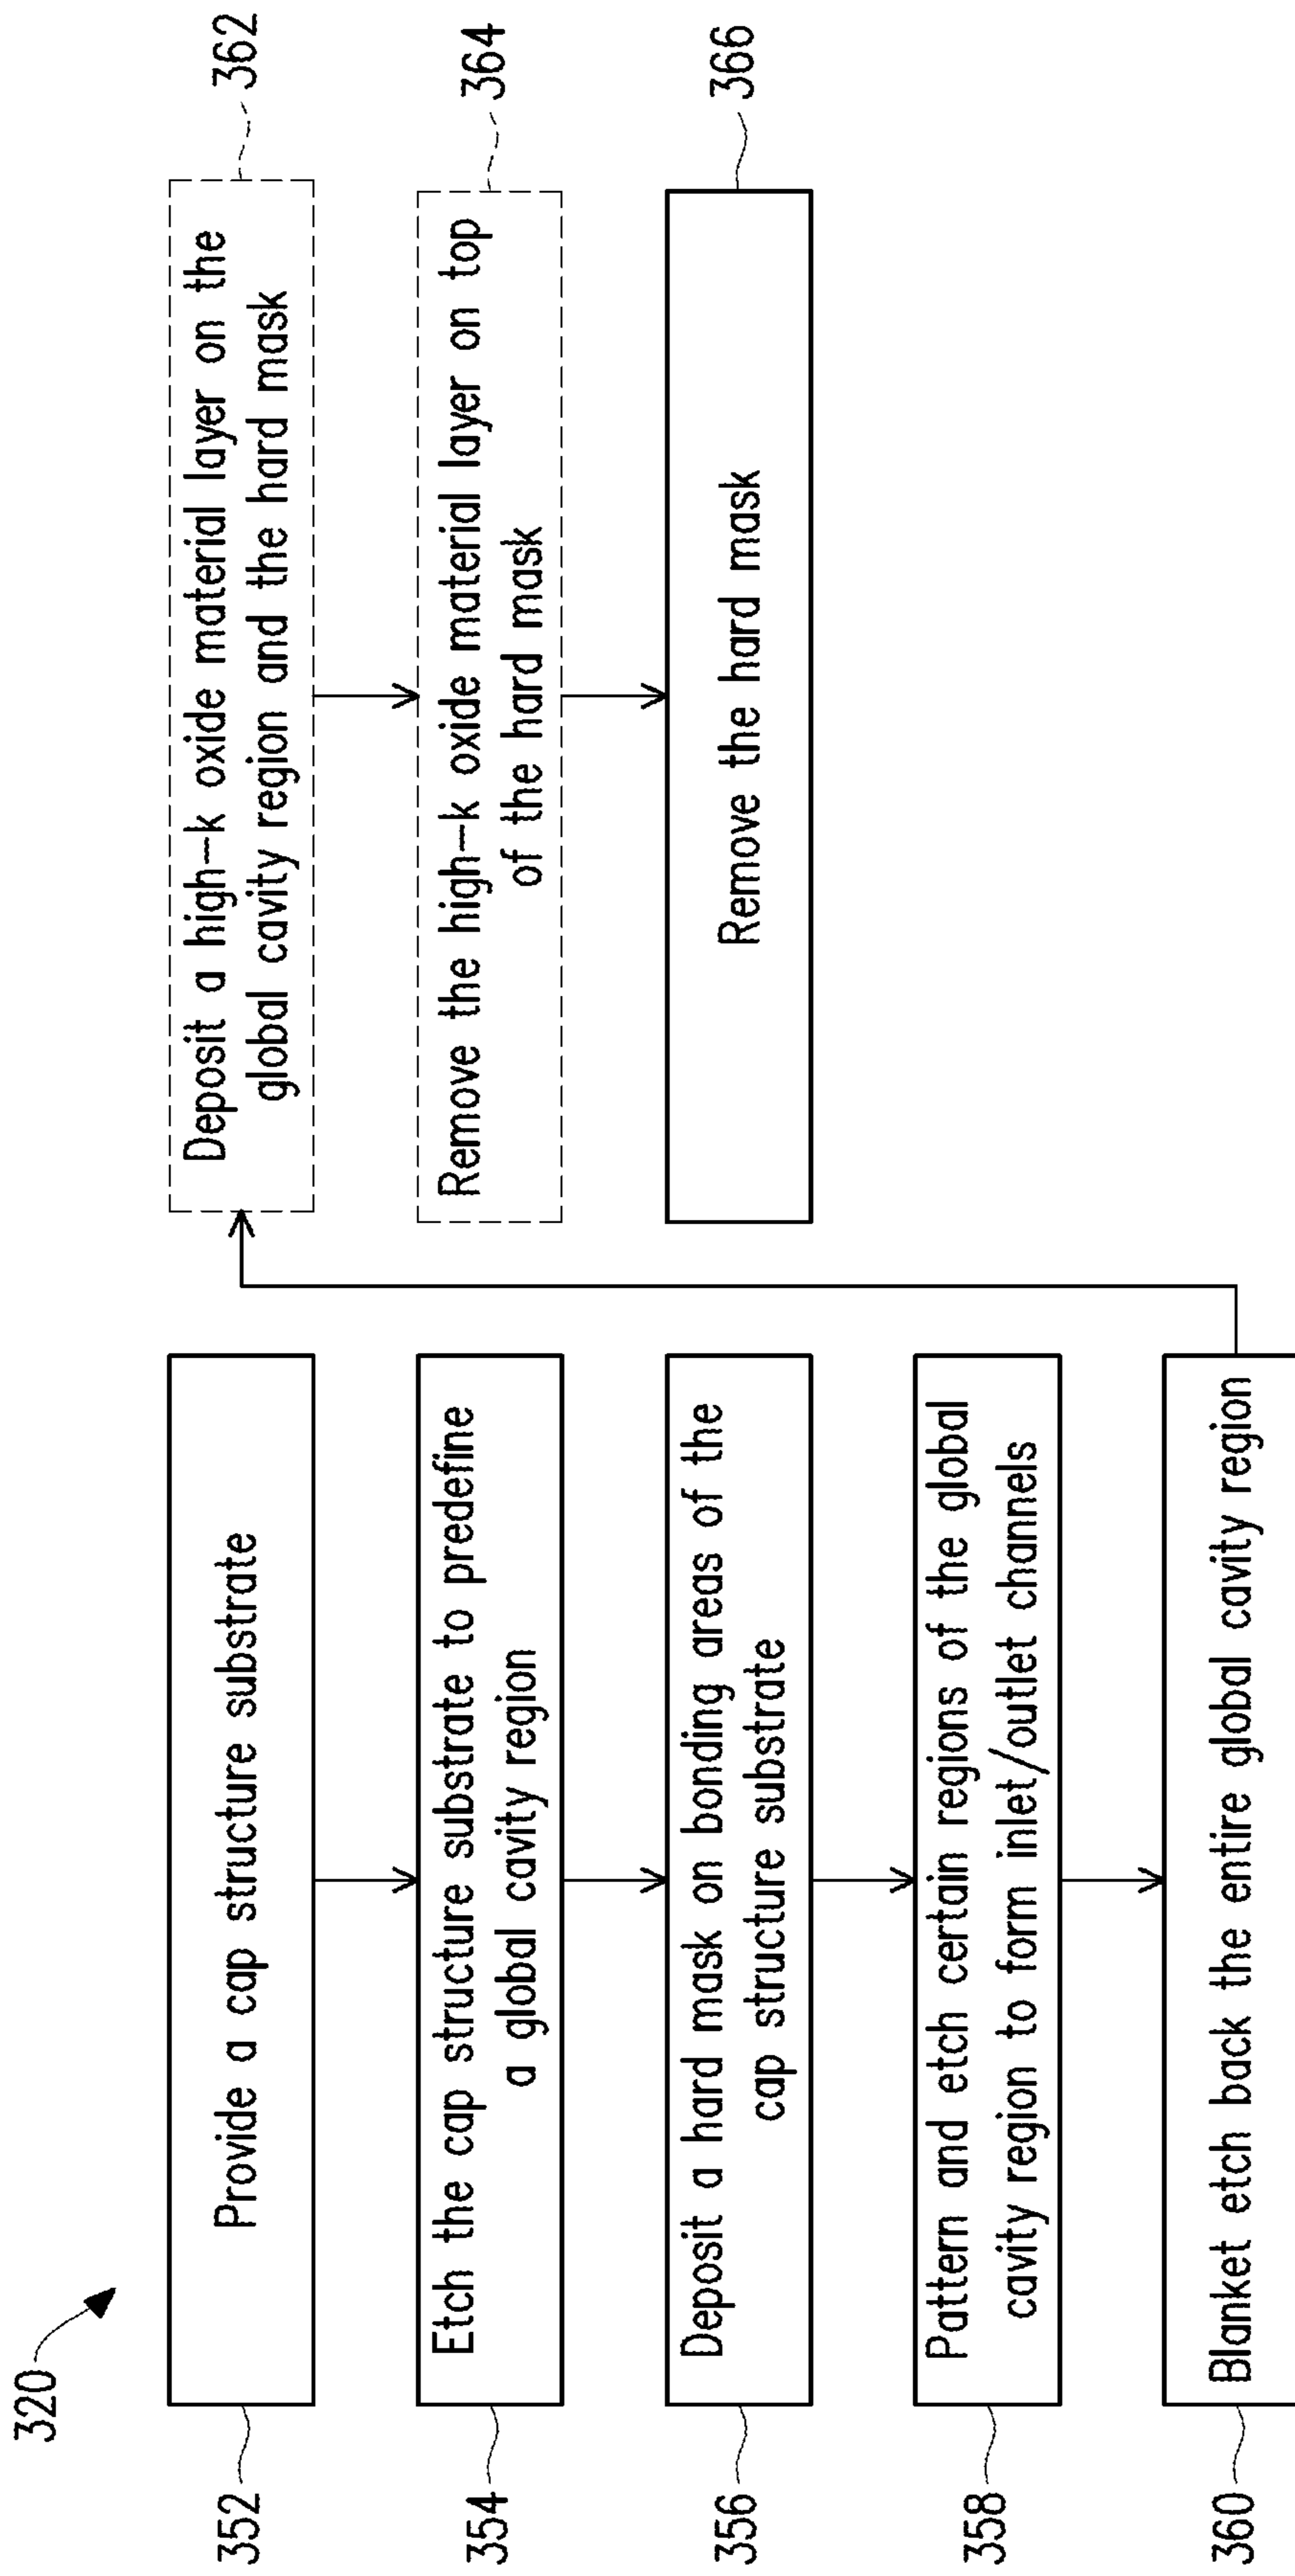 320
352
Provide a cap structure substrate
354
Etch the cap structure substrate to predefine
a global cavity region
356
Deposit a hard mask on bonding areas of the
cap structure substrate
358
Pattern and etch certain regions of the global
cavity region to form inlet/outlet channels
360
Blanket etch back the entire global cavity region
Deposit a high-k oxide material layer on the
global cavity region and the hard mask
362
Remove the high-k oxide material layer on top
of the hard mask
364
Remove the hard mask
366